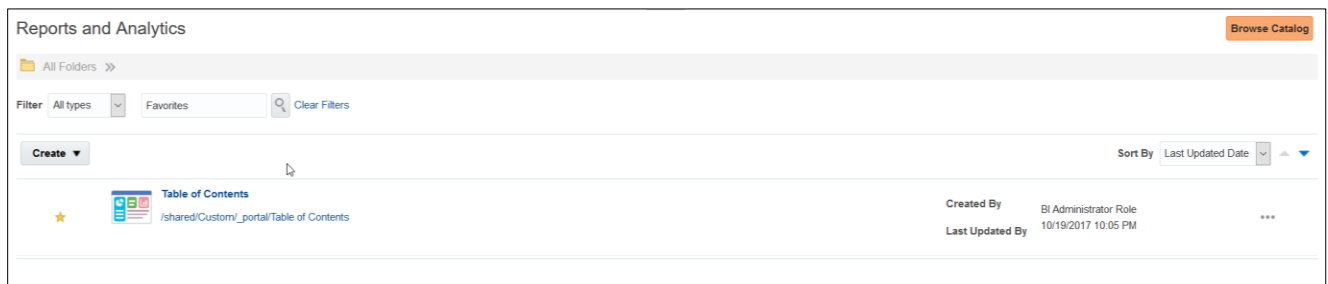 Reports and Analytics
Browse Catalog
All Folders
Filter All types Favorites Clear Filters
Create
Sort By Last Updated Date
Table of Contents
/shared/Custom/_portal/Table of Contents
Created By BI Administrator Role
Last Updated By 10/19/2017 10:05 PM